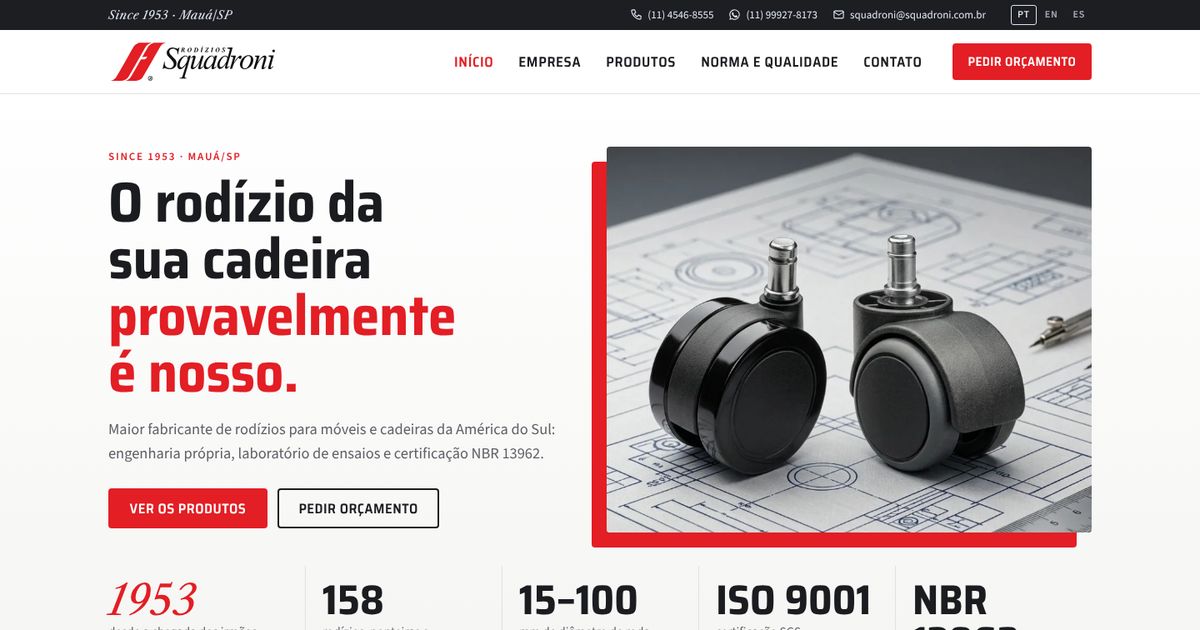 Since 1953 · Mauá/SP
(11) 4546-8555
(11) 99927-8173
squadroni@squadroni.com.br
PT
EN
ES
RODÍZIOS
Squadroni
INÍCIO
EMPRESA
PRODUTOS
NORMA E QUALIDADE
CONTATO
PEDIR ORÇAMENTO
SINCE 1953 · MAUÁ/SP
O rodízio da
sua cadeira
provavelmente
é nosso.
Maior fabricante de rodízios para móveis e cadeiras da América do Sul:
engenharia própria, laboratório de ensaios e certificação NBR 13962.
VER OS PRODUTOS
PEDIR ORÇAMENTO
1953
158
15–100
ISO 9001
NBR